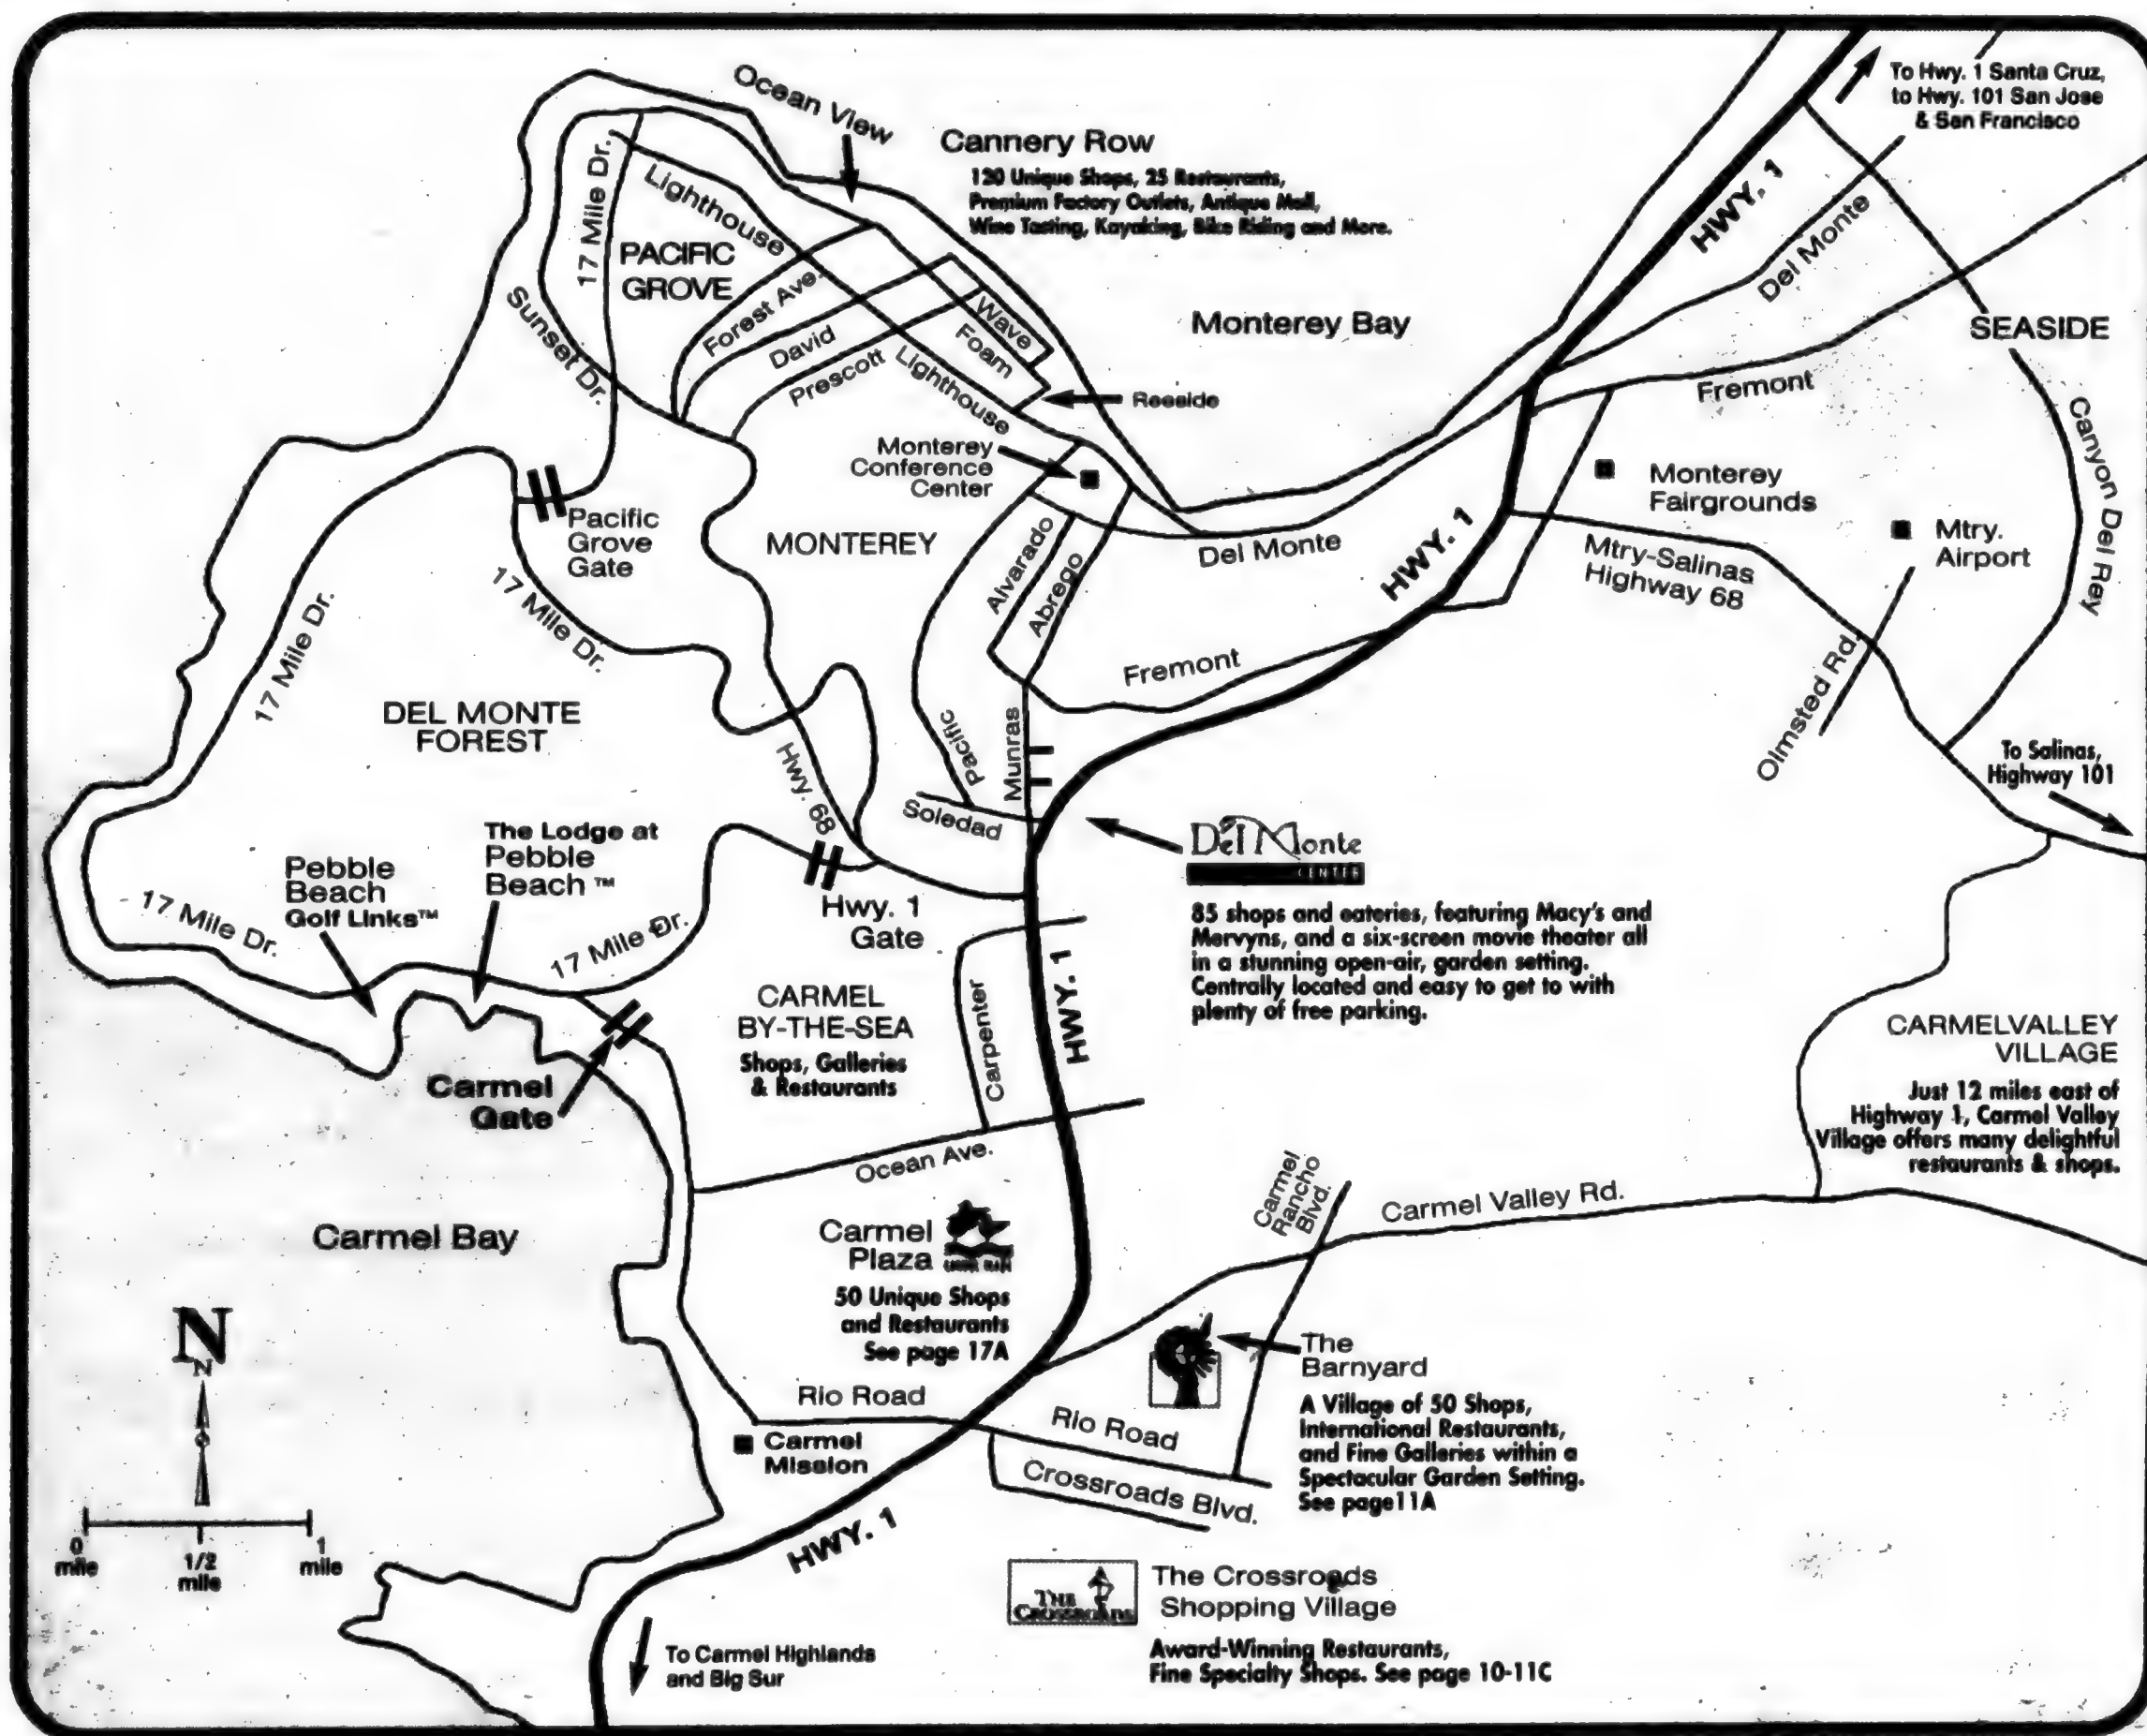 To Hwy. 1 Santa Cruz,
to Hwy. 101 San Jose
& San Francisco
Ocean View
Cannery Row
120 Unique Shops, 25 Restaurants,
Premium Factory Outlets, Antique Mall,
Wine Tasting, Kayaking, Bike Riding and More.
17 Mile Dr.
Lighthouse
PACIFIC
GROVE
Sunset Dr.
Forest Ave.
David
Prescott
Lighthouse
Wave
Foam
Reeside
Monterey Bay
HWY. 1
Del Monte
SEASIDE
Fremont
Canyon Del Rey
Monterey
Conference
Center
Monterey
Fairgrounds
Mtry.
Airport
Pacific
Grove
Gate
MONTEREY
Alvarado
Abrego
Del Monte
HWY. 1
Mtry-Salinas
Highway 68
17 Mile Dr.
17 Mile Dr.
Fremont
Olmsted Rd.
DEL MONTE
FOREST
Hwy. 68
Pacific
Munras
Soledad
To Salinas,
Highway 101
Del Monte
CENTER
85 shops and eateries, featuring Macy's and
Mervyns, and a six-screen movie theater all
in a stunning open-air, garden setting.
Centrally located and easy to get to with
plenty of free parking.
The Lodge at
Pebble
Beach ™
Pebble
Beach
Golf Links™
17 Mile Dr.
17 Mile Dr.
Hwy. 1
Gate
CARMEL
BY-THE-SEA
Shops, Galleries
& Restaurants
Carpenter
HWY. 1
Carmel
Gate
Ocean Ave.
CARMELVALLEY
VILLAGE
Just 12 miles east of
Highway 1, Carmel Valley
Village offers many delightful
restaurants & shops.
Carmel
Rancho
Blvd.
Carmel Valley Rd.
Carmel Bay
Carmel
Plaza
50 Unique Shops
and Restaurants
See page 17A
The
Barnyard
A Village of 50 Shops,
International Restaurants,
and Fine Galleries within a
Spectacular Garden Setting.
See page11A
Rio Road
Rio Road
Carmel
Mission
Crossroads Blvd.
HWY. 1
N
N
0
mile
1/2
mile
1
mile
THE
CROSSROADS
The Crossroads
Shopping Village
Award-Winning Restaurants,
Fine Specialty Shops. See page 10-11C
To Carmel Highlands
and Big Sur